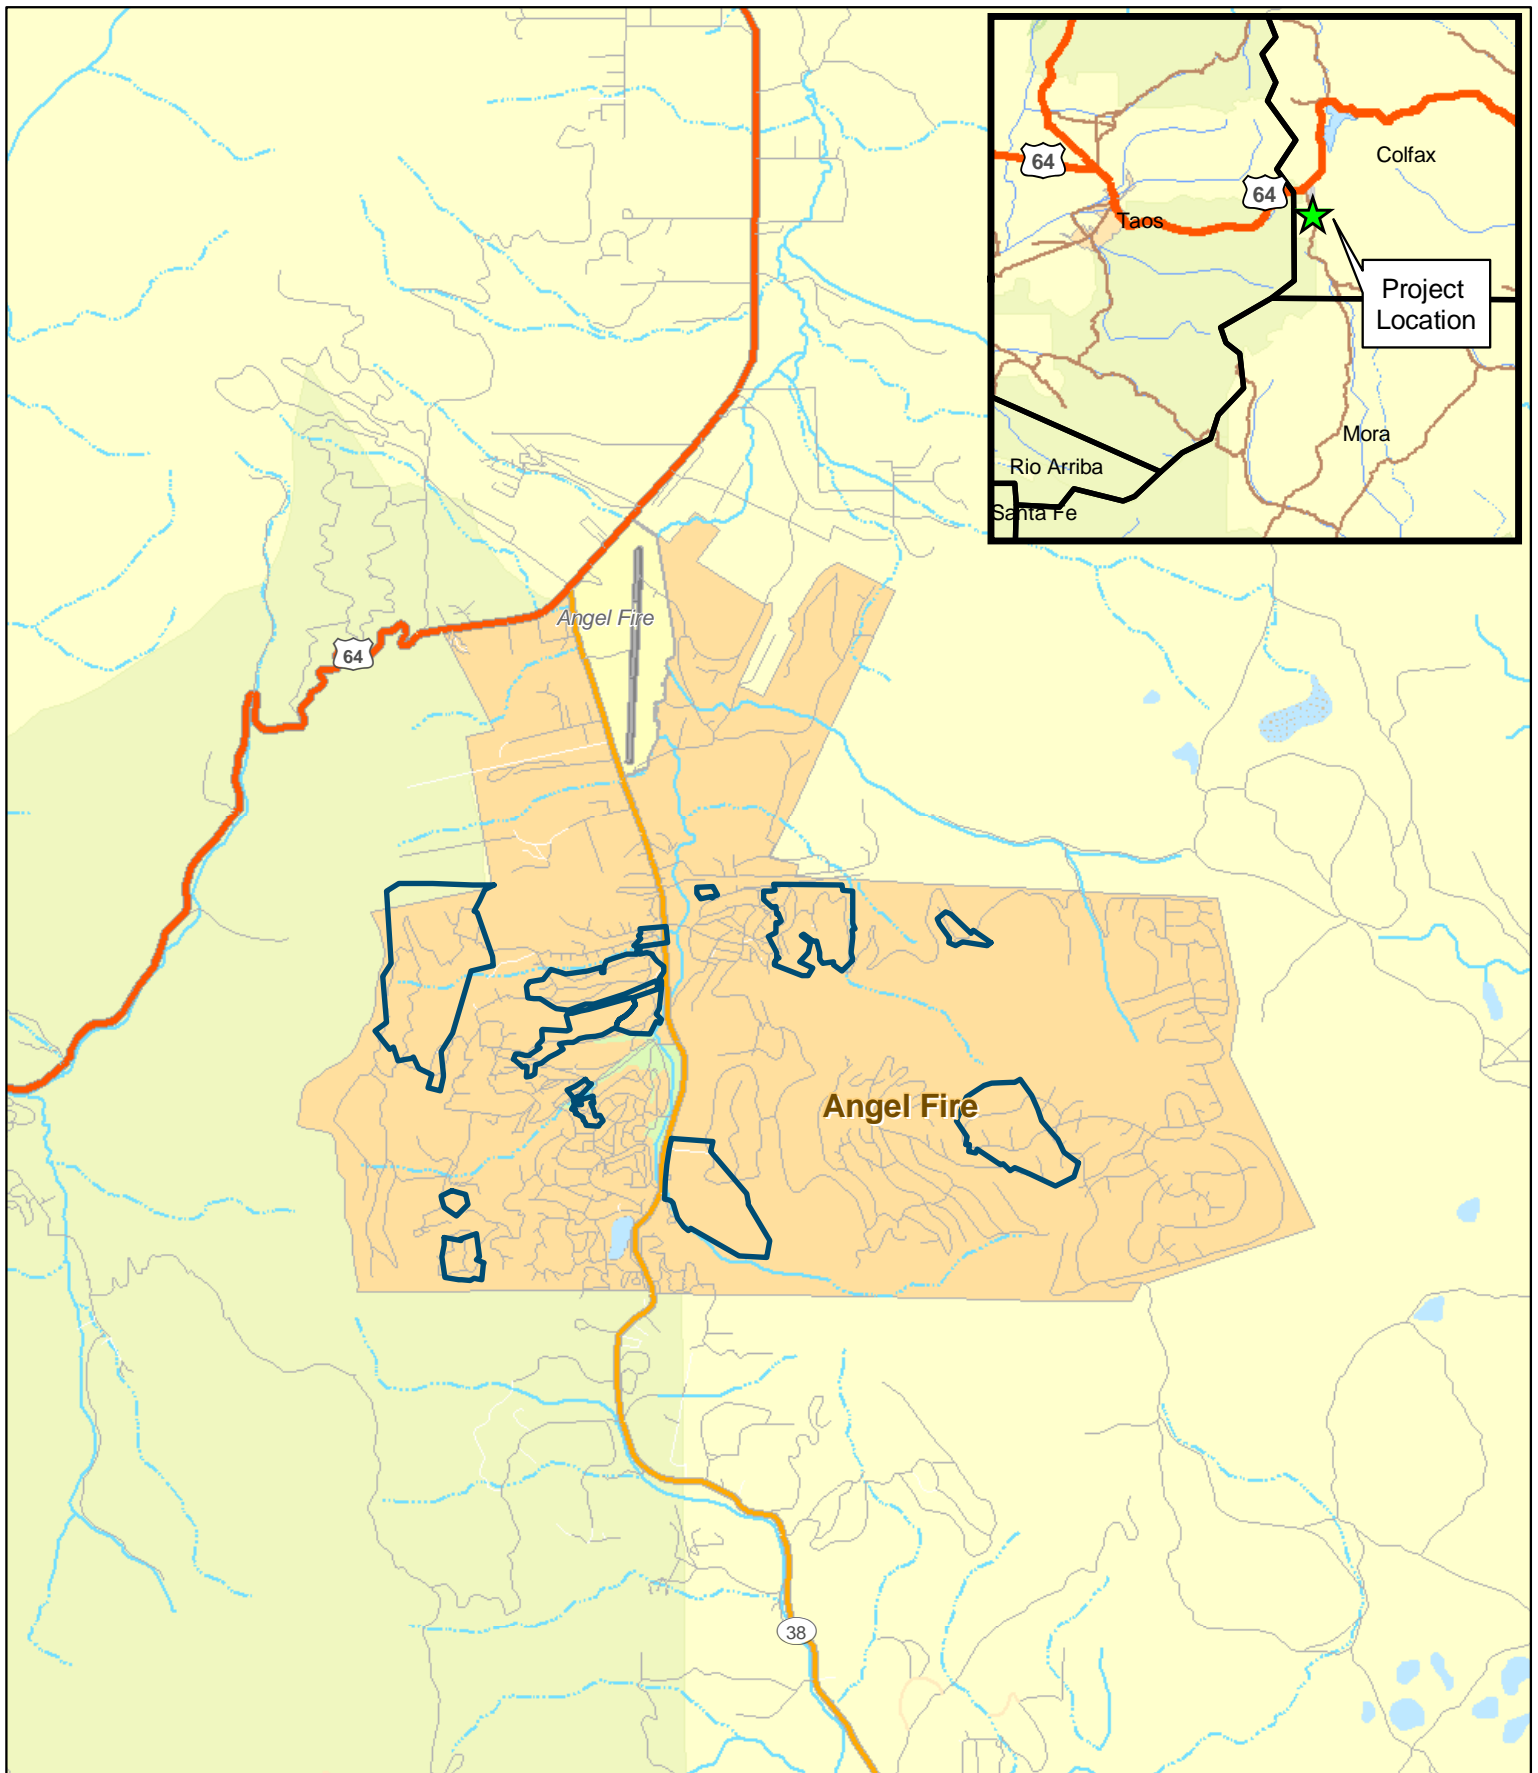 Colfax
64
64
Taos
Project
Location
Mora
Rio Arriba
Santa Fe
Angel Fire
64
Angel Fire
38